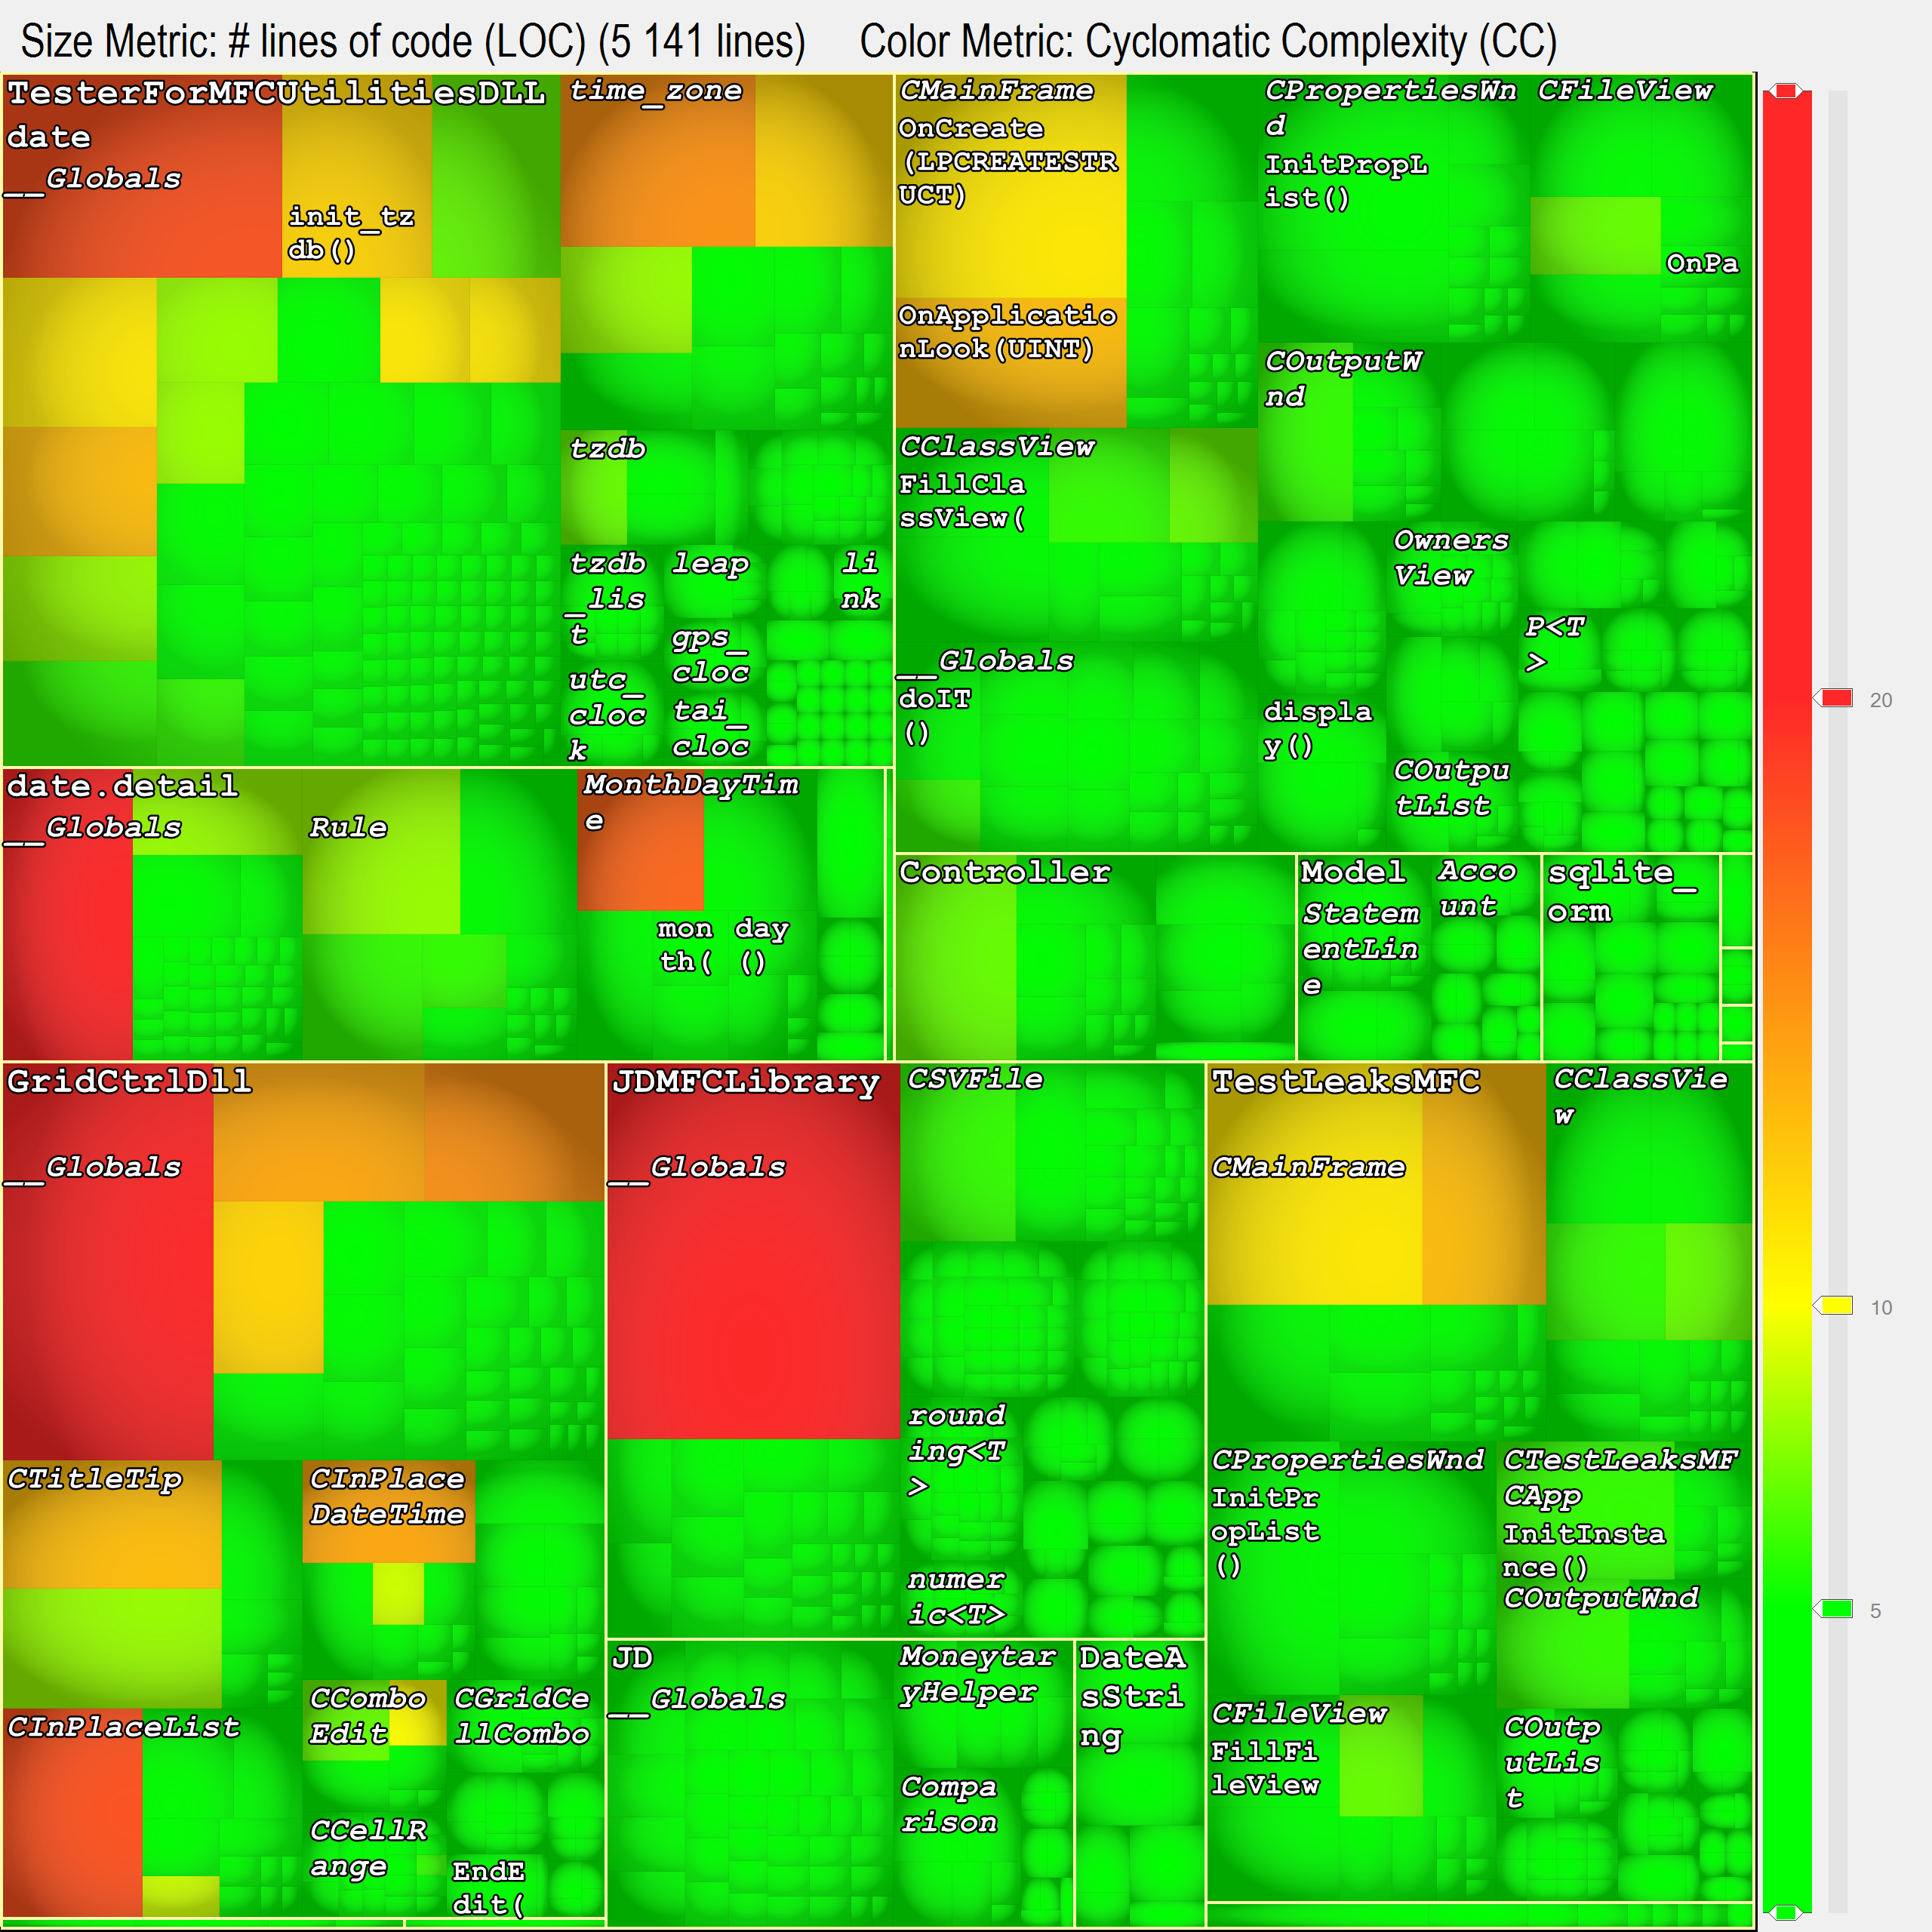 Size Metric: # lines of code (LOC) (5 141 lines)
Color Metric: Cyclomatic Complexity (CC)
TesterForMFCUtilitiesDLL
date
__Globals
init_tz
db()
time_zone
tzdb
tzdb
_lis
t
leap
li
nk
gps_
cloc
utc_
cloc
k
tai_
cloc
CMainFrame
OnCreate
(LPCREATESTR
UCT)
OnApplicatio
nLook(UINT)
CPropertiesWn
d
InitPropL
ist()
CFileView
OnPa
COutputW
nd
CClassView
FillCla
ssView(
Owners
View
P<T
>
__Globals
doIT
()
displa
y()
COutpu
tList
date.detail
__Globals
Rule
MonthDayTim
e
mon
th(
day
()
Controller
Model
Statem
entLin
e
Acco
unt
sqlite_
orm
GridCtrlDll
__Globals
CTitleTip
CInPlace
DateTime
CInPlaceList
CCombo
Edit
CGridCe
llCombo
CCellR
ange
EndE
dit(
JDMFCLibrary
__Globals
CSVFile
round
ing<T
>
numer
ic<T>
JD
__Globals
Moneytar
yHelper
Compa
rison
DateA
sStri
ng
TestLeaksMFC
CMainFrame
CClassVie
w
CPropertiesWnd
InitPr
opList
()
CTestLeaksMF
CApp
InitInsta
nce()
COutputWnd
CFileView
FillFi
leView
COutp
utLis
t
20
10
5